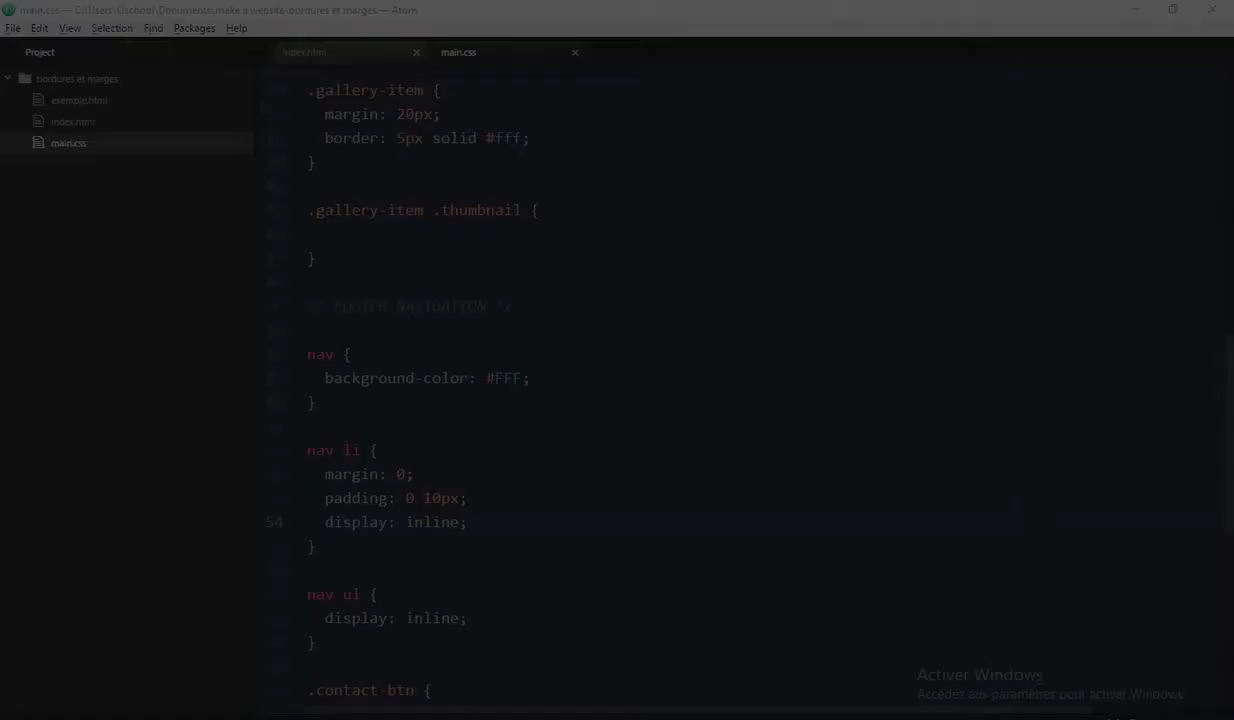 main.css — C:\Users\Oschool\Documents\make a website\bordures et marges — Atom
File Edit View Selection Find Packages Help
Project
index.html
main.css
bordures et marges
exemple.html
index.html
main.css
.gallery-item {
margin: 20px;
border: 5px solid #fff;
}
.gallery-item .thumbnail {
}
/* FOOTER NAVIGATION */
nav {
background-color: #FFF;
}
nav li {
margin: 0;
padding: 0 10px;
54 display: inline;
}
nav ul {
display: inline;
}
.contact-btn {
Activer Windows
Accédez aux paramètres pour activer Windows